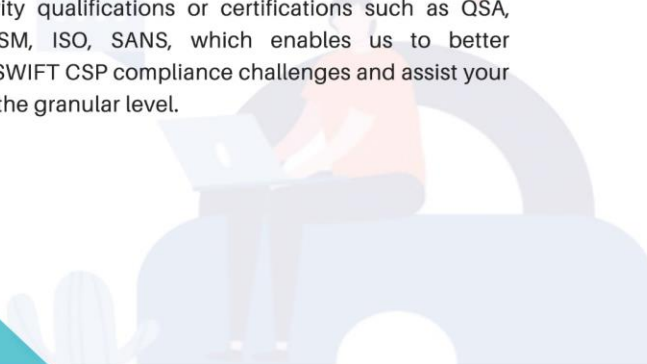 ity qualifications or certifications such as QSA,
SM, ISO, SANS, which enables us to better
SWIFT CSP compliance challenges and assist your
the granular level.